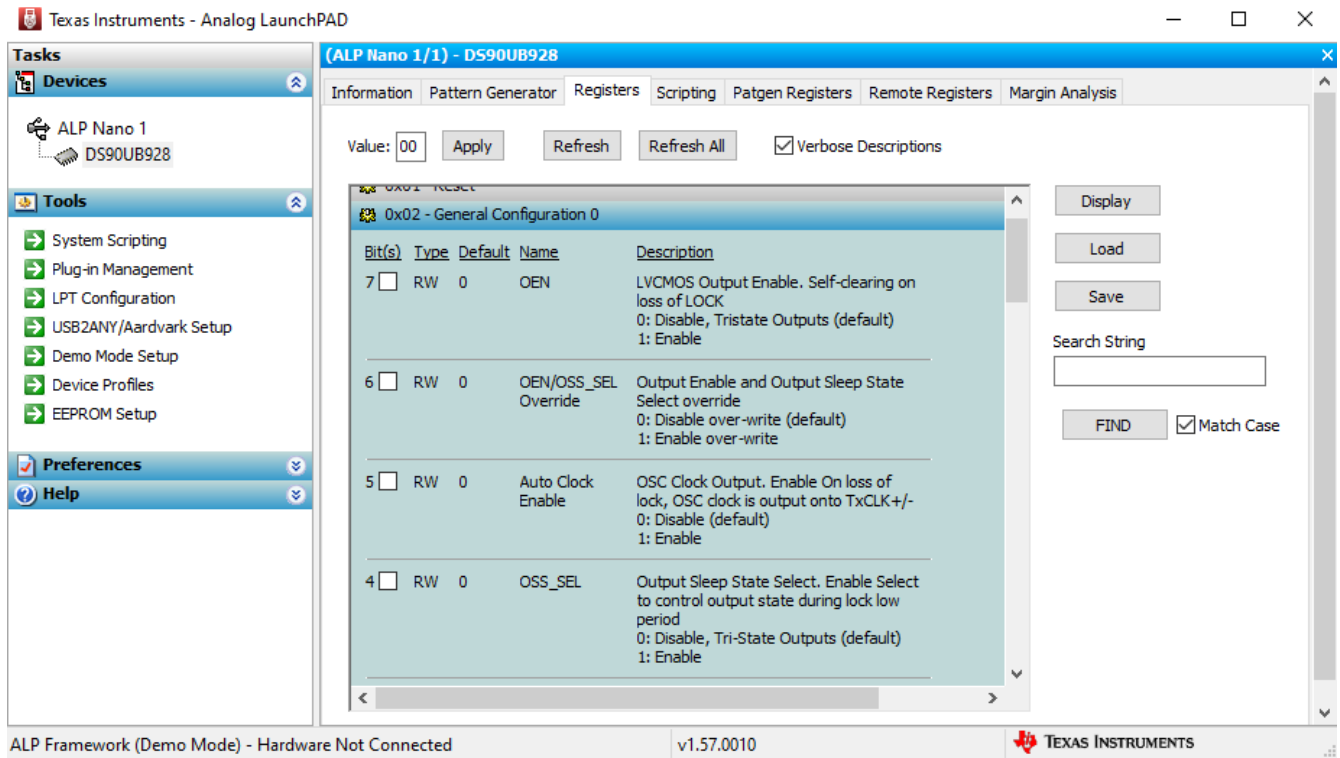 Texas Instruments - Analog LaunchPAD
Tasks
Devices
ALP Nano 1
DS90UB928
Tools
System Scripting
Plug-in Management
LPT Configuration
USB2ANY/Aardvark Setup
Demo Mode Setup
Device Profiles
EEPROM Setup
Preferences
Help
(ALP Nano 1/1) - DS90UB928
Information Pattern Generator Registers Scripting Patgen Registers Remote Registers Margin Analysis
Value: 00 Apply Refresh Refresh All Verbose Descriptions
0x01 - Reset
0x02 - General Configuration 0
Bit(s) Type Default Name Description
7 RW 0 OEN LVCMOS Output Enable. Self-clearing on
loss of LOCK
0: Disable, Tristate Outputs (default)
1: Enable
6 RW 0 OEN/OSS_SEL Output Enable and Output Sleep State
Override Select override
0: Disable over-write (default)
1: Enable over-write
5 RW 0 Auto Clock OSC Clock Output. Enable On loss of
Enable lock, OSC clock is output onto TxCLK+/-
0: Disable (default)
1: Enable
4 RW 0 OSS_SEL Output Sleep State Select. Enable Select
to control output state during lock low
period
0: Disable, Tri-State Outputs (default)
1: Enable
Display
Load
Save
Search String
FIND Match Case
ALP Framework (Demo Mode) - Hardware Not Connected v1.57.0010 TEXAS INSTRUMENTS